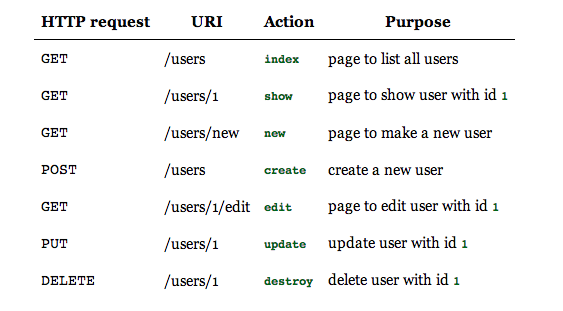 HTTP request URI Action Purpose
GET /users index page to list all users
GET /users/1 show page to show user with id 1
GET /users/new new page to make a new user
POST /users create create a new user
GET /users/1/edit edit page to edit user with id 1
PUT /users/1 update update user with id 1
DELETE /users/1 destroy delete user with id 1